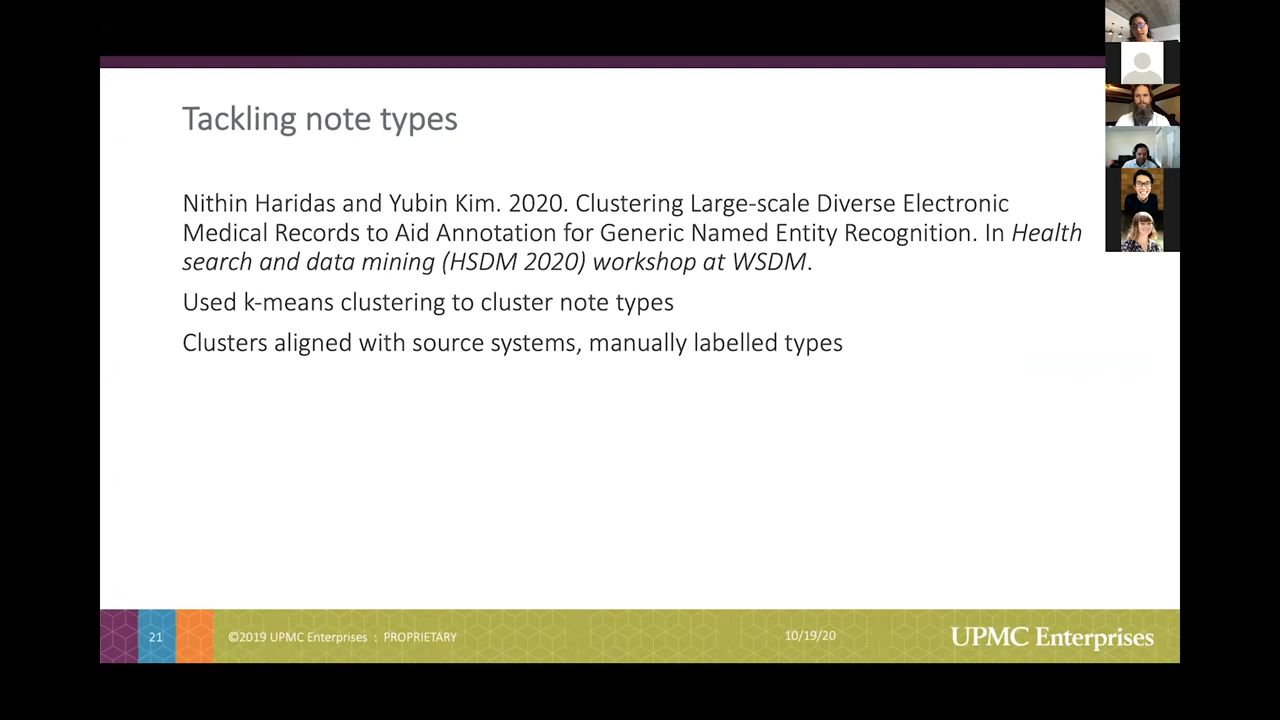 Tackling note types
Nithin Haridas and Yubin Kim. 2020. Clustering Large-scale Diverse Electronic
Medical Records to Aid Annotation for Generic Named Entity Recognition. In Health
search and data mining (HSDM 2020) workshop at WSDM.
Used k-means clustering to cluster note types
Clusters aligned with source systems, manually labelled types
21
©2019 UPMC Enterprises : PROPRIETARY
10/19/20
UPMC Enterprises